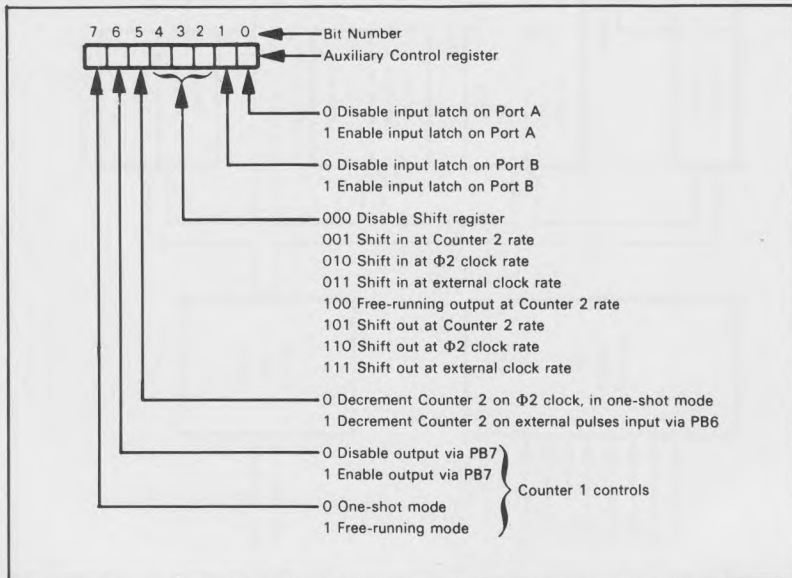 7 6 5 4 3 2 1 0 Bit Number
Auxiliary Control register
0 Disable input latch on Port A
1 Enable input latch on Port A
0 Disable input latch on Port B
1 Enable input latch on Port B
000 Disable Shift register
001 Shift in at Counter 2 rate
010 Shift in at Φ2 clock rate
011 Shift in at external clock rate
100 Free-running output at Counter 2 rate
101 Shift out at Counter 2 rate
110 Shift out at Φ2 clock rate
111 Shift out at external clock rate
0 Decrement Counter 2 on Φ2 clock, in one-shot mode
1 Decrement Counter 2 on external pulses input via PB6
0 Disable output via PB7
1 Enable output via PB7
Counter 1 controls
0 One-shot mode
1 Free-running mode